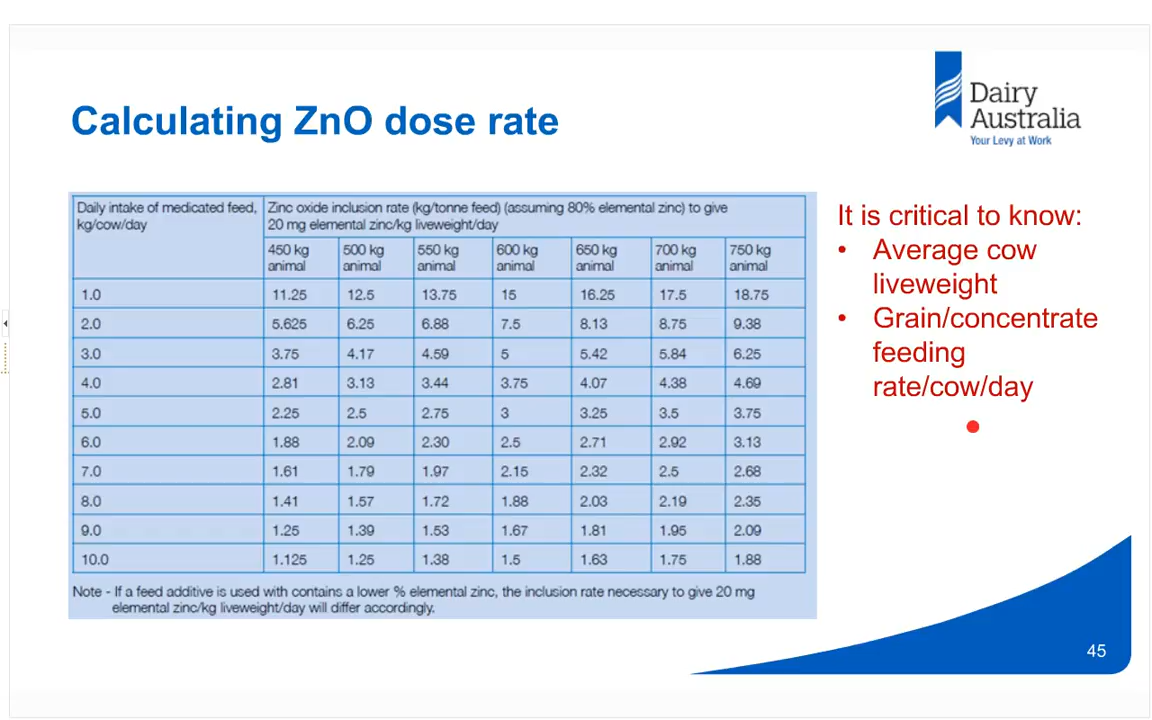 Dairy
Australia
Your Levy at Work
Calculating ZnO dose rate
Daily intake of medicated feed, kg/cow/day Zinc oxide inclusion rate (kg/tonne feed) (assuming 80% elemental zinc) to give 20 mg elemental zinc/kg liveweight/day
450 kg animal 500 kg animal 550 kg animal 600 kg animal 650 kg animal 700 kg animal 750 kg animal
1.0 11.25 12.5 13.75 15 16.25 17.5 18.75
2.0 5.625 6.25 6.88 7.5 8.13 8.75 9.38
3.0 3.75 4.17 4.59 5 5.42 5.84 6.25
4.0 2.81 3.13 3.44 3.75 4.07 4.38 4.69
5.0 2.25 2.5 2.75 3 3.25 3.5 3.75
6.0 1.88 2.09 2.30 2.5 2.71 2.92 3.13
7.0 1.61 1.79 1.97 2.15 2.32 2.5 2.68
8.0 1.41 1.57 1.72 1.88 2.03 2.19 2.35
9.0 1.25 1.39 1.53 1.67 1.81 1.95 2.09
10.0 1.125 1.25 1.38 1.5 1.63 1.75 1.88
Note - If a feed additive is used with contains a lower % elemental zinc, the inclusion rate necessary to give 20 mg
elemental zinc/kg liveweight/day will differ accordingly.
It is critical to know:
• Average cow
liveweight
• Grain/concentrate
feeding
rate/cow/day
45